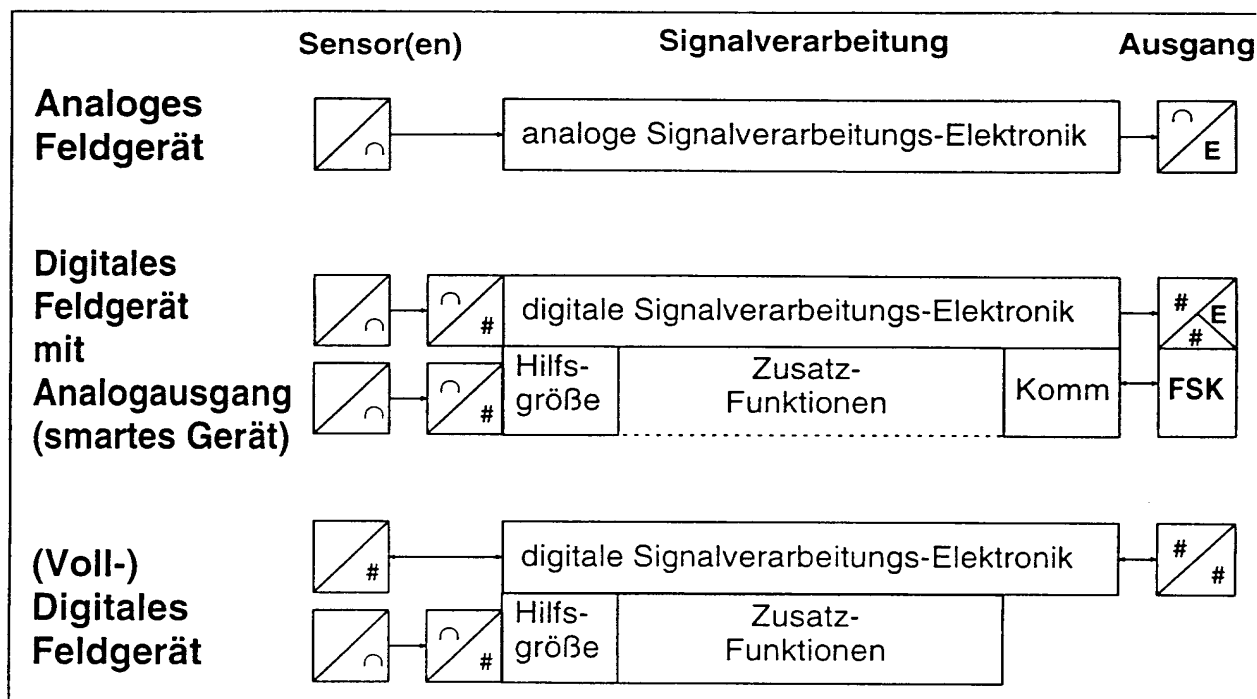 Sensor(en) Signalverarbeitung Ausgang
Analoges
Feldgerät
∩
analoge Signalverarbeitungs-Elektronik
∩
E
Digitales
Feldgerät
mit
Analogausgang
(smartes Gerät)
∩
∩
#
digitale Signalverarbeitungs-Elektronik
#
E
#
∩
∩
#
Hilfs-
größe
Zusatz-
Funktionen
Komm
FSK
(Voll-)
Digitales
Feldgerät
#
digitale Signalverarbeitungs-Elektronik
#
#
∩
∩
#
Hilfs-
größe
Zusatz-
Funktionen